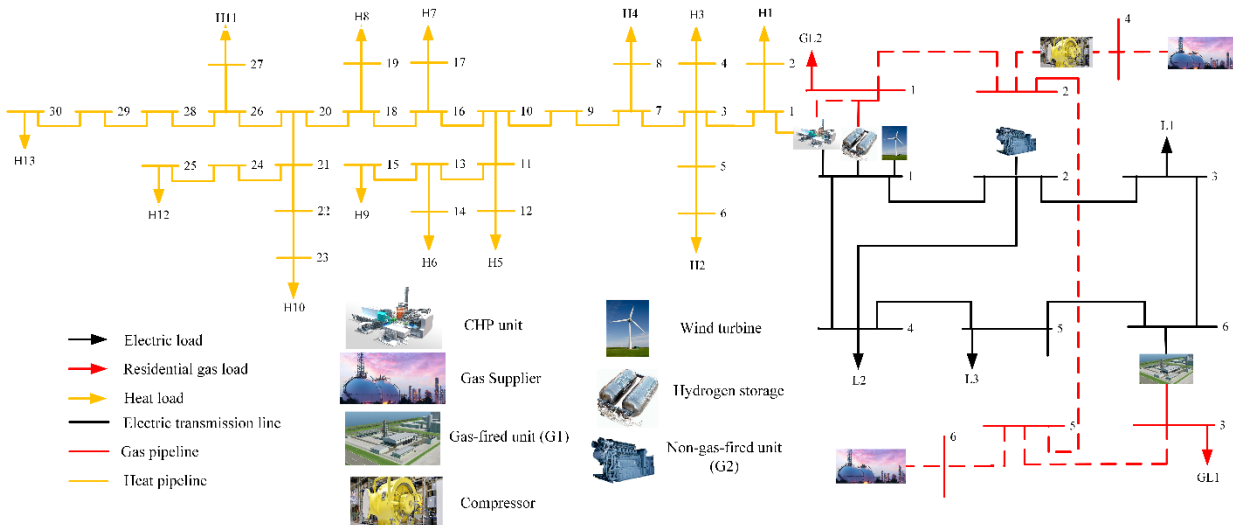 H11
H8
H7
H4
H3
H1
GL2
4
27
19
17
8
4
2
1
2
30
29
28
26
20
18
16
10
9
7
3
1
L1
25
24
21
15
13
11
5
1
2
3
H13
H12
22
H9
14
12
6
23
H6
H5
H2
H10
4
5
6
L2
L3
CHP unit
Wind turbine
Electric load
Residential gas load
Gas Supplier
Hydrogen storage
Heat load
Electric transmission line
Gas-fired unit (G1)
Non-gas-fired unit
(G2)
Gas pipeline
Heat pipeline
Compressor
6
5
3
GL1